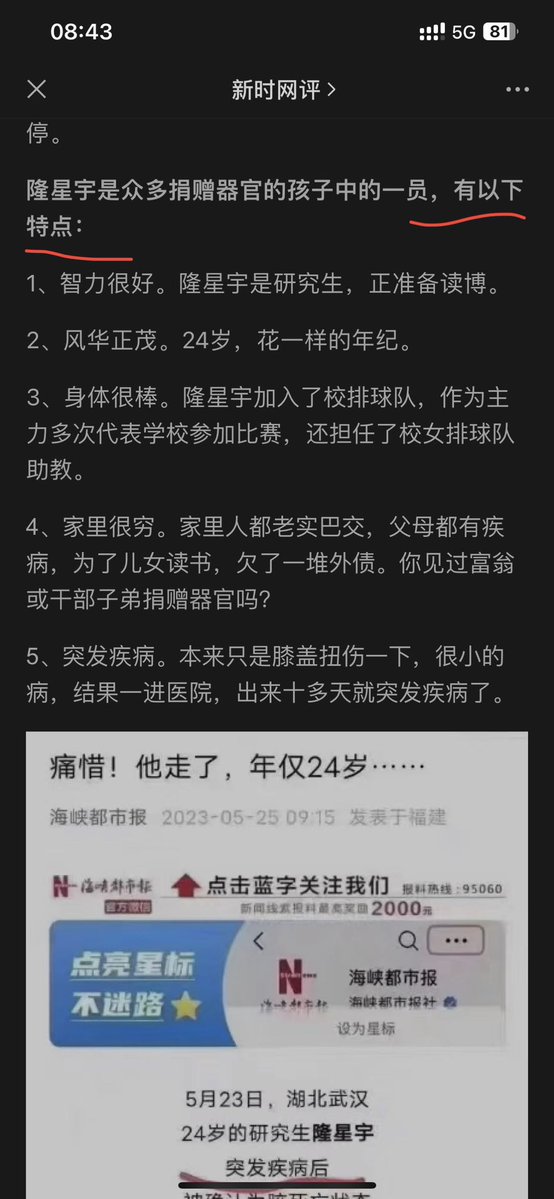 08:43
5G 81
新时网评
停。
隆星宇是众多捐赠器官的孩子中的一员，有以下
特点：
1、智力很好。隆星宇是研究生，正准备读博。
2、风华正茂。24岁，花一样的年纪。
3、身体很棒。隆星宇加入了校排球队，作为主
力多次代表学校参加比赛，还担任了校女排球队
助教。
4、家里很穷。家里人都老实巴交，父母都有疾
病，为了儿女读书，欠了一堆外债。你见过富翁
或干部子弟捐赠器官吗？
5、突发疾病。本来只是膝盖扭伤一下，很小的
病，结果一进医院，出来十多天就突发疾病了。
痛惜！他走了，年仅24岁……
海峡都市报 2023-05-25 09:15 发表于福建
N 海峡都市报 点击蓝字关注我们 报料热线：95060
官方微信 新闻线索报料最高奖励2000元
点亮星标
不迷路
N
海峡都市报
海峡都市报 海峡都市报社
设为星标
5月23日，湖北武汉
24岁的研究生隆星宇
突发疾病后